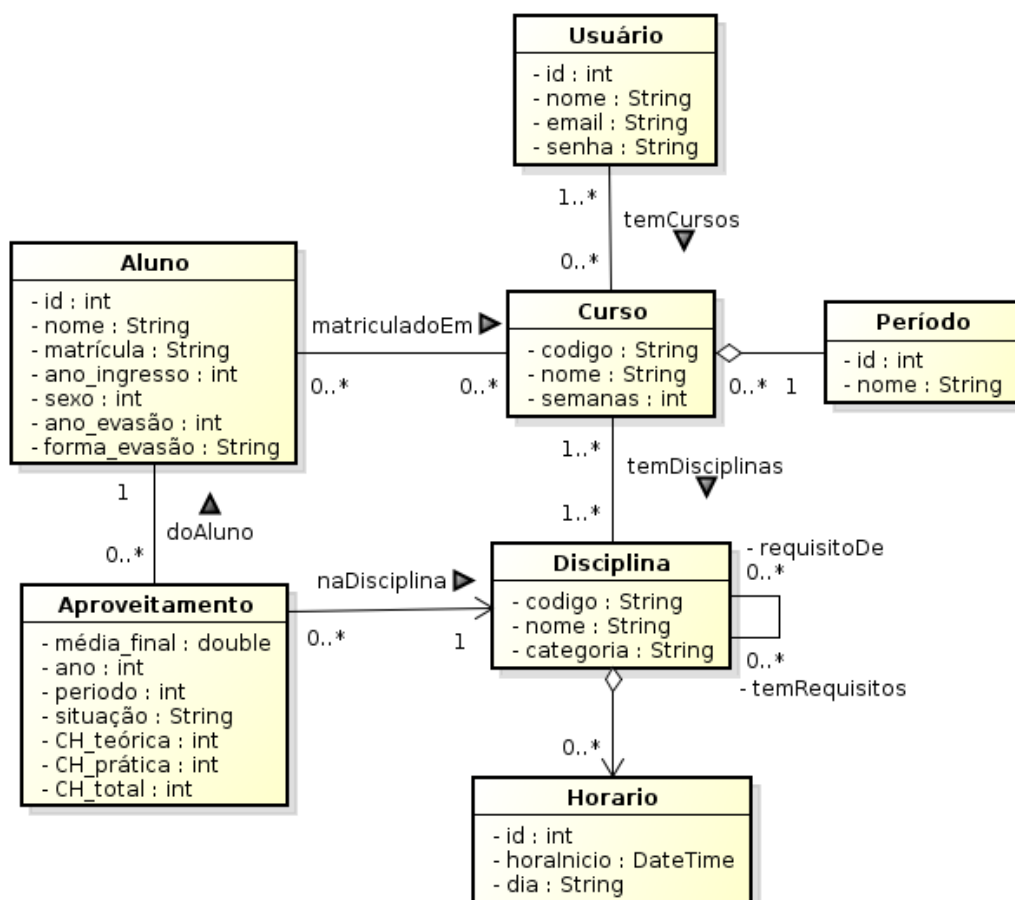 Usuário
- id : int
- nome : String
- email : String
- senha : String
1..*
temCursos
0..*
Aluno
- id : int
- nome : String
- matrícula : String
- ano_ingresso : int
- sexo : int
- ano_evasão : int
- forma_evasão : String
matriculadoEm
0..*
0..*
Curso
- codigo : String
- nome : String
- semanas : int
0..*
1
Período
- id : int
- nome : String
1..*
temDisciplinas
1..*
1
doAluno
0..*
Aproveitamento
- média_final : double
- ano : int
- periodo : int
- situação : String
- CH_teórica : int
- CH_prática : int
- CH_total : int
naDisciplina
0..*
1
Disciplina
- codigo : String
- nome : String
- categoria : String
- requisitoDe
0..*
0..*
- temRequisitos
0..*
Horario
- id : int
- horaInicio : DateTime
- dia : String